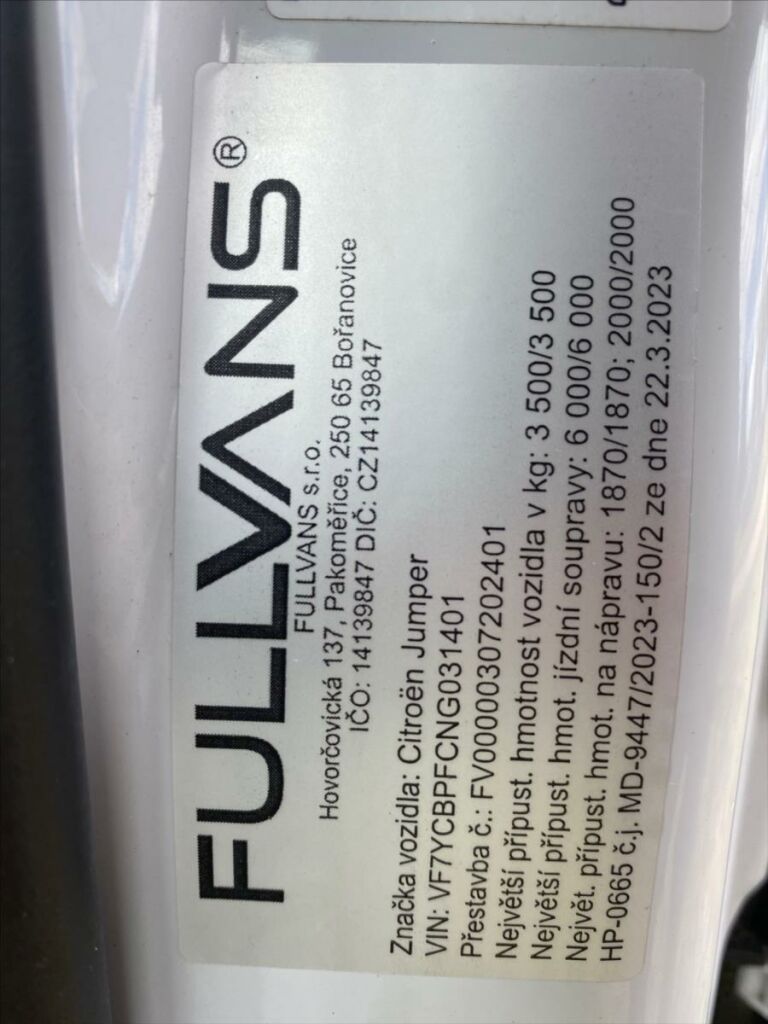 FULLVANS®
FULLVANS s.r.o.
Hovorčovická 137, Pakoměřice, 250 65 Bořanovice
IČO: 14139847 DIČ: CZ14139847
Značka vozidla: Citroën Jumper
VIN: VF7YCBPFCNG031401
Přestavba č.: FV00000307202401
Největší přípust. hmotnost vozidla v kg: 3 500/3 500
Největší přípust. hmot. jízdní soupravy: 6 000/6 000
Největ. přípust. hmot. na nápravu: 1870/1870; 2000/2000
HP-0665 č.j. MD-9447/2023-150/2 ze dne 22.3.2023